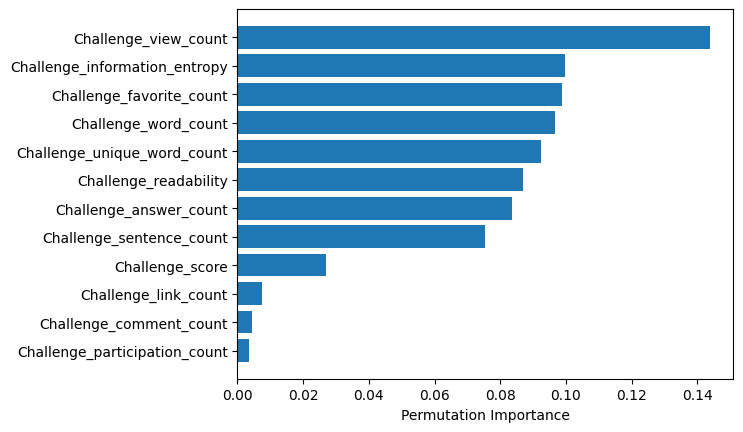 Challenge_view_count
Challenge_information_entropy
Challenge_favorite_count
Challenge_word_count
Challenge_unique_word_count
Challenge_readability
Challenge_answer_count
Challenge_sentence_count
Challenge_score
Challenge_link_count
Challenge_comment_count
Challenge_participation_count
0.00 0.02 0.04 0.06 0.08 0.10 0.12 0.14
Permutation Importance